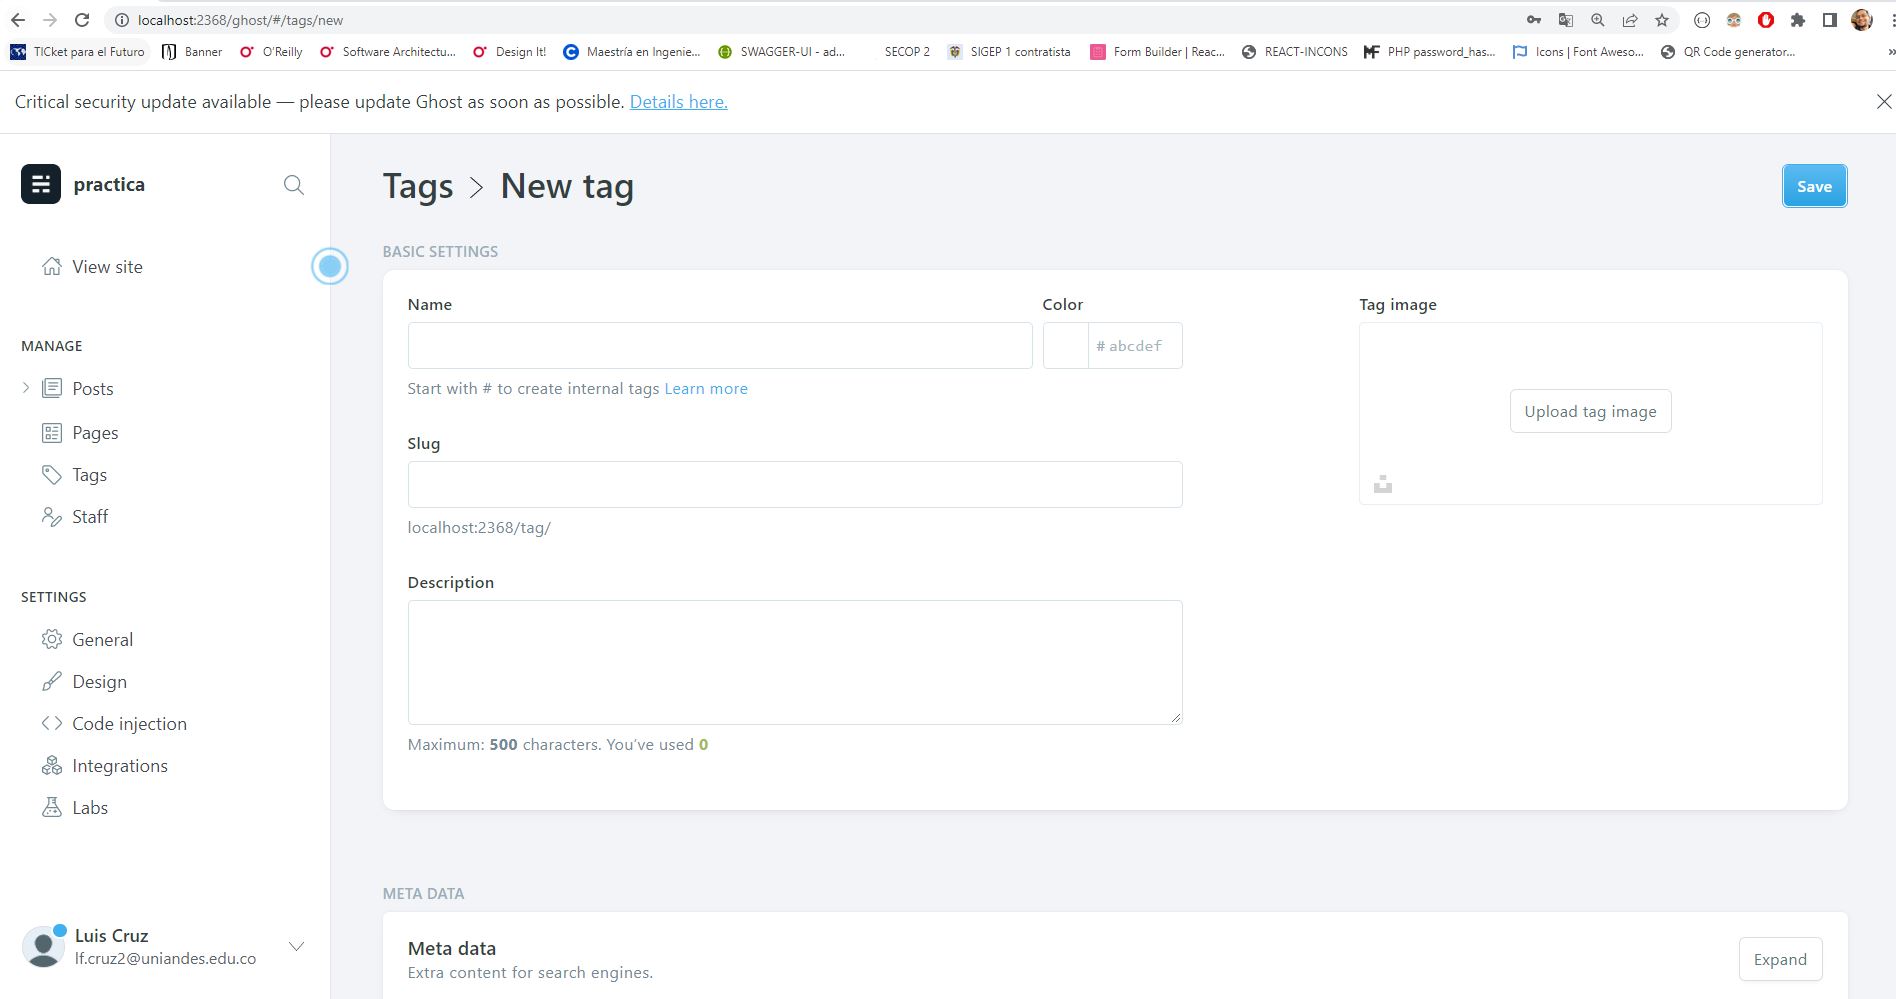 localhost:2368/ghost/#/tags/new
TICket para el Futuro Banner O'Reilly Software Architectu... Design It! Maestría en Ingenie... SWAGGER-UI - ad... SECOP 2 SIGEP 1 contratista Form Builder | Reac... REACT-INCONS PHP password_has... Icons | Font Aweso... QR Code generator... »
Critical security update available — please update Ghost as soon as possible. Details here.
practica
View site
MANAGE
Posts
Pages
Tags
Staff
SETTINGS
General
Design
Code injection
Integrations
Labs
Luis Cruz
lf.cruz2@uniandes.edu.co
Tags > New tag
Save
BASIC SETTINGS
Name
Color
# abcdef
Start with # to create internal tags Learn more
Slug
localhost:2368/tag/
Description
Maximum: 500 characters. You’ve used 0
Tag image
Upload tag image
META DATA
Meta data
Extra content for search engines.
Expand